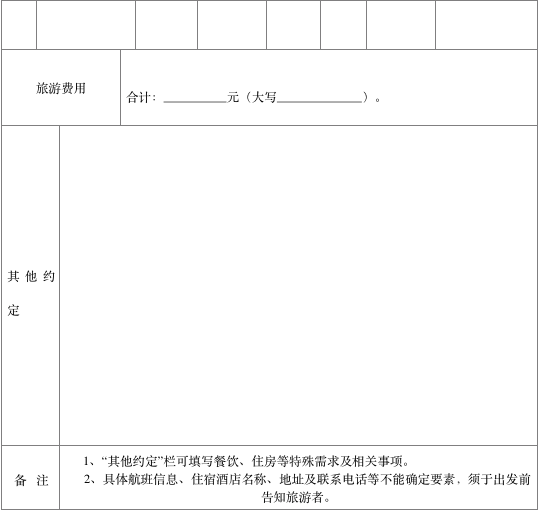 旅游费用
合计：__________元（大写_____________）。
其他约
定
备注
1、“其他约定”栏可填写餐饮、住房等特殊需求及相关事项。
2、具体航班信息、住宿酒店名称、地址及联系电话等不能确定要素，须于出发前
告知旅游者。